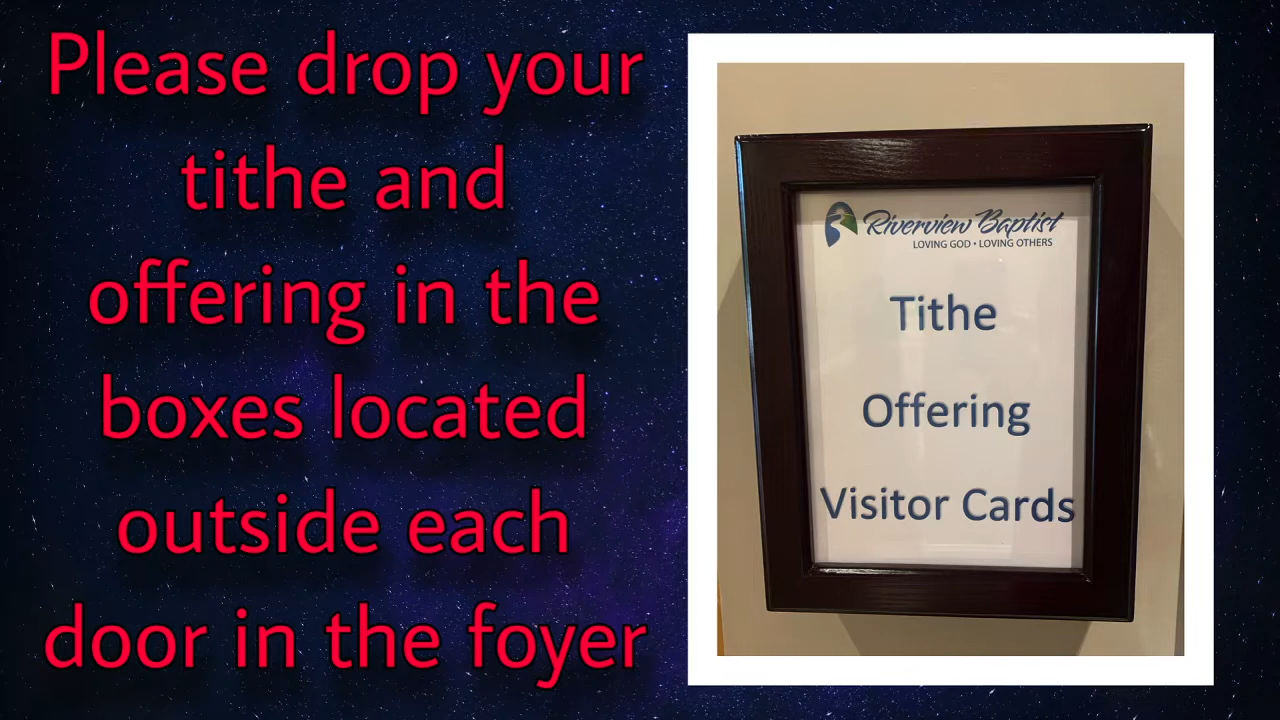 Please drop your
tithe and
offering in the
boxes located
outside each
door in the foyer
Riverview Baptist
LOVING GOD • LOVING OTHERS
Tithe
Offering
Visitor Cards